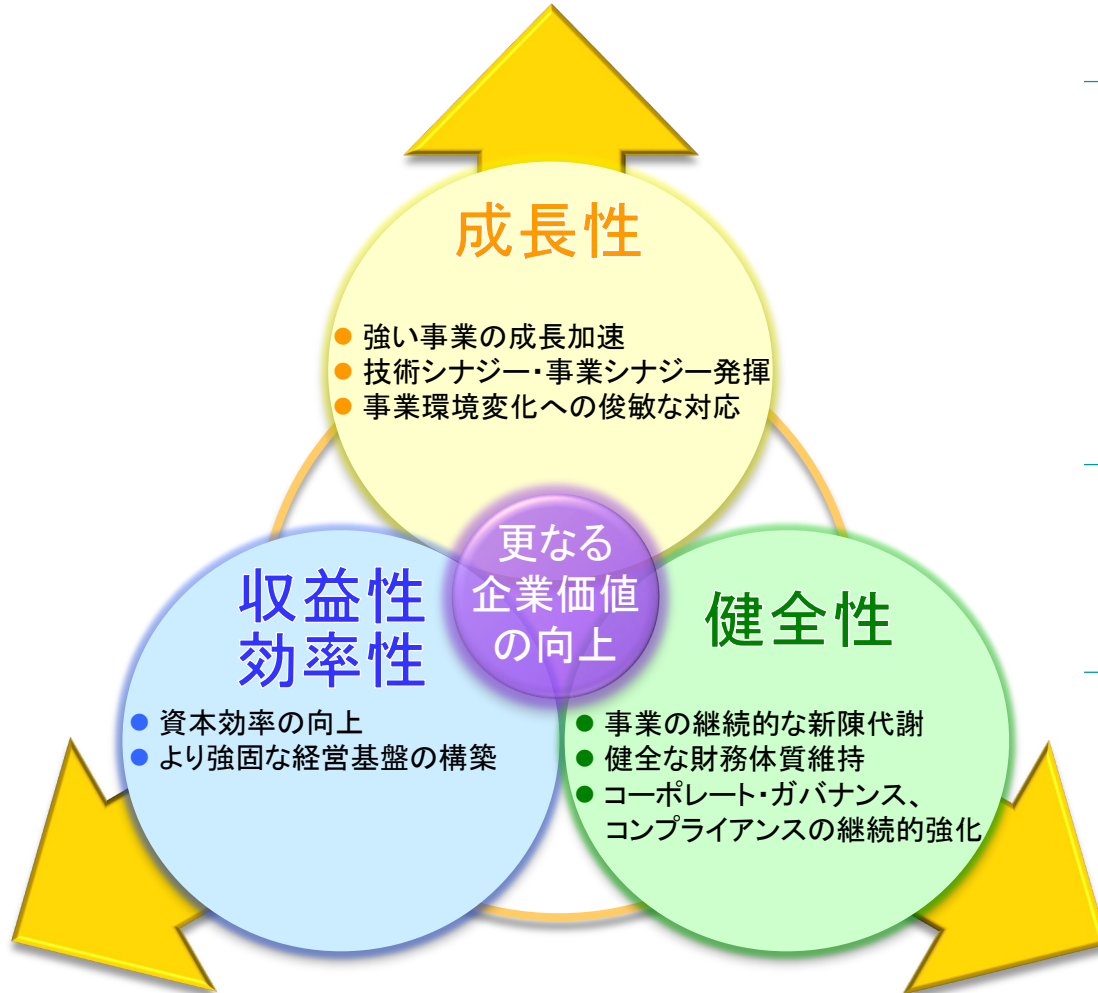 成長性
● 強い事業の成長加速
● 技術シナジー・事業シナジー発揮
● 事業環境変化への俊敏な対応
更なる
企業価値
の向上
収益性
効率性
● 資本効率の向上
● より強固な経営基盤の構築
健全性
● 事業の継続的な新陳代謝
● 健全な財務体質維持
● コーポレート・ガバナンス、
コンプライアンスの継続的強化